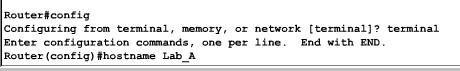 Router#config
Configuring from terminal, memory, or network [terminal]? terminal
Enter configuration commands, one per line.  End with END.
Router(config)#hostname Lab_A